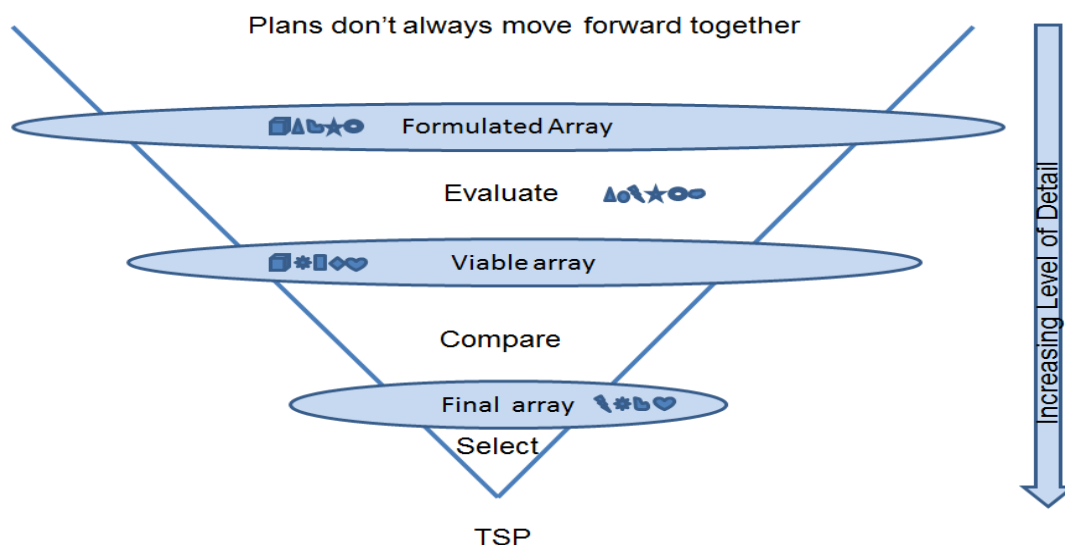 Plans don't always move forward together
Formulated Array
Evaluate
Viable array
Compare
Final array
Select
TSP
Increasing Level of Detail